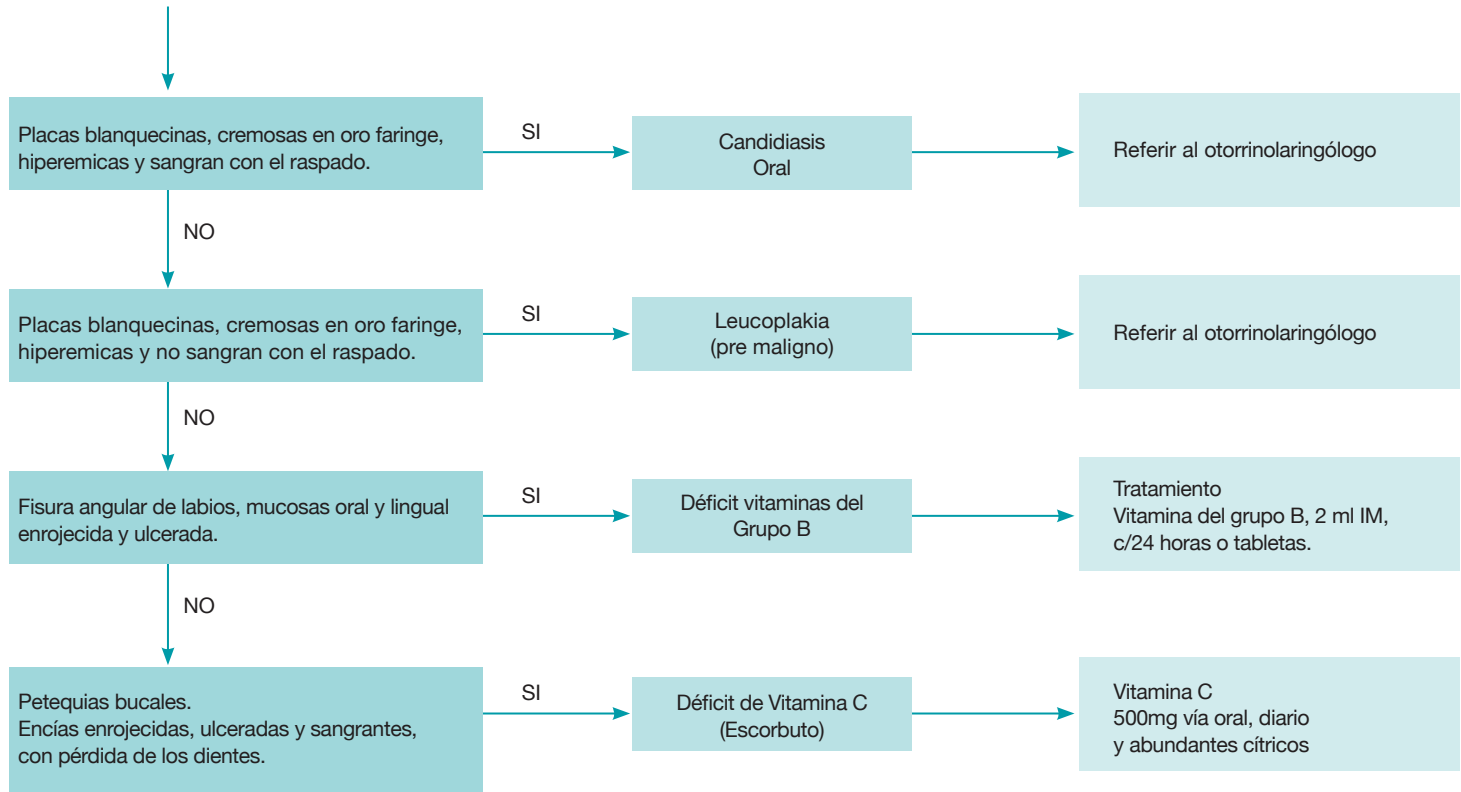 Placas blanquecinas, cremosas en oro faringe,
hiperemicas y sangran con el raspado.
SI
Candidiasis
Oral
Referir al otorrinolaringólogo
NO
Placas blanquecinas, cremosas en oro faringe,
hiperemicas y no sangran con el raspado.
SI
Leucoplakia
(pre maligno)
Referir al otorrinolaringólogo
NO
Fisura angular de labios, mucosas oral y lingual
enrojecida y ulcerada.
SI
Déficit vitaminas del
Grupo B
Tratamiento
Vitamina del grupo B, 2 ml IM,
c/24 horas o tabletas.
NO
Petequias bucales.
Encías enrojecidas, ulceradas y sangrantes,
con pérdida de los dientes.
SI
Déficit de Vitamina C
(Escorbuto)
Vitamina C
500mg vía oral, diario
y abundantes cítricos